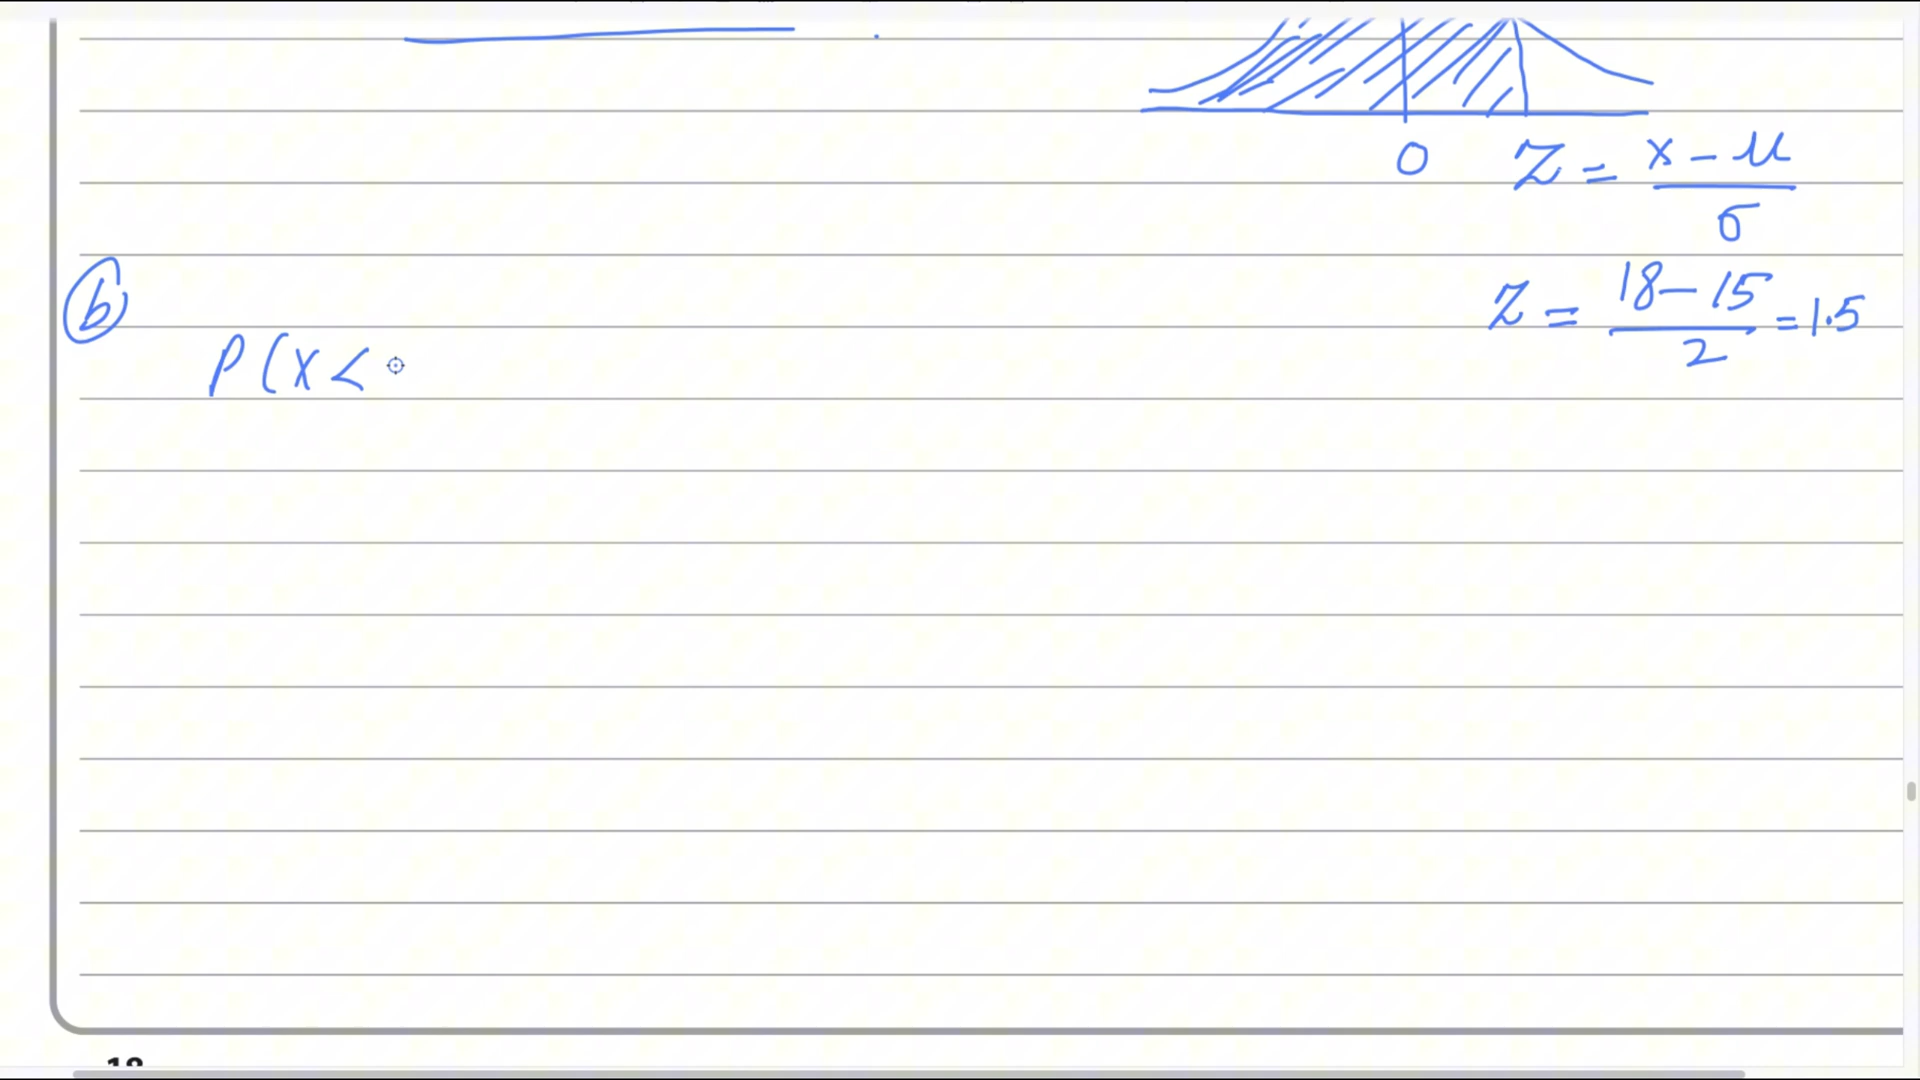 0 Z = x - μ / σ
b
Z = 18 - 15 / 2 = 1.5
P(X <